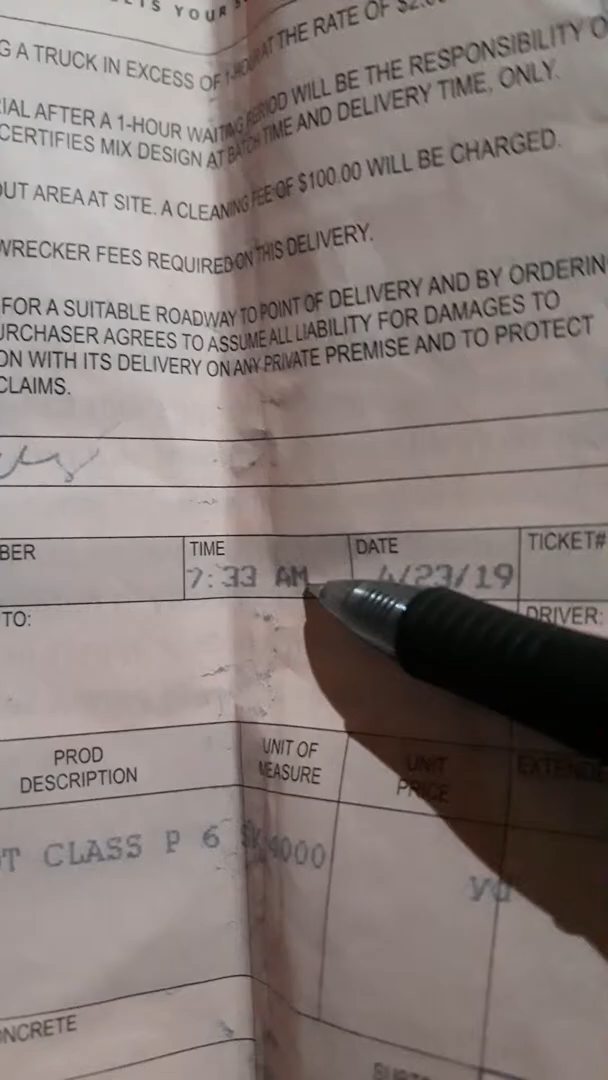 YOUR
G A TRUCK IN EXCESS OF 1-HOUR AT THE RATE OF
IAL AFTER A 1-HOUR WAITING PERIOD WILL BE THE RESPONSIBILITY O
CERTIFIES MIX DESIGN AT BATCH TIME AND DELIVERY TIME, ONLY.
OUT AREA AT SITE. A CLEANING FEE OF $100.00 WILL BE CHARGED.
WRECKER FEES REQUIRED ON THIS DELIVERY.
FOR A SUITABLE ROADWAY TO POINT OF DELIVERY AND BY ORDERIN
URCHASER AGREES TO ASSUME ALL LIABILITY FOR DAMAGES TO
ON WITH ITS DELIVERY ON ANY PRIVATE PREMISE AND TO PROTECT
CLAIMS.
BER TIME DATE TICKET#
7:33 AM /23/19
TO: DRIVER:
PROD DESCRIPTION UNIT OF MEASURE UNIT PRICE EXTENDE
T CLASS P 6 SK 4000 yd
ONCRETE